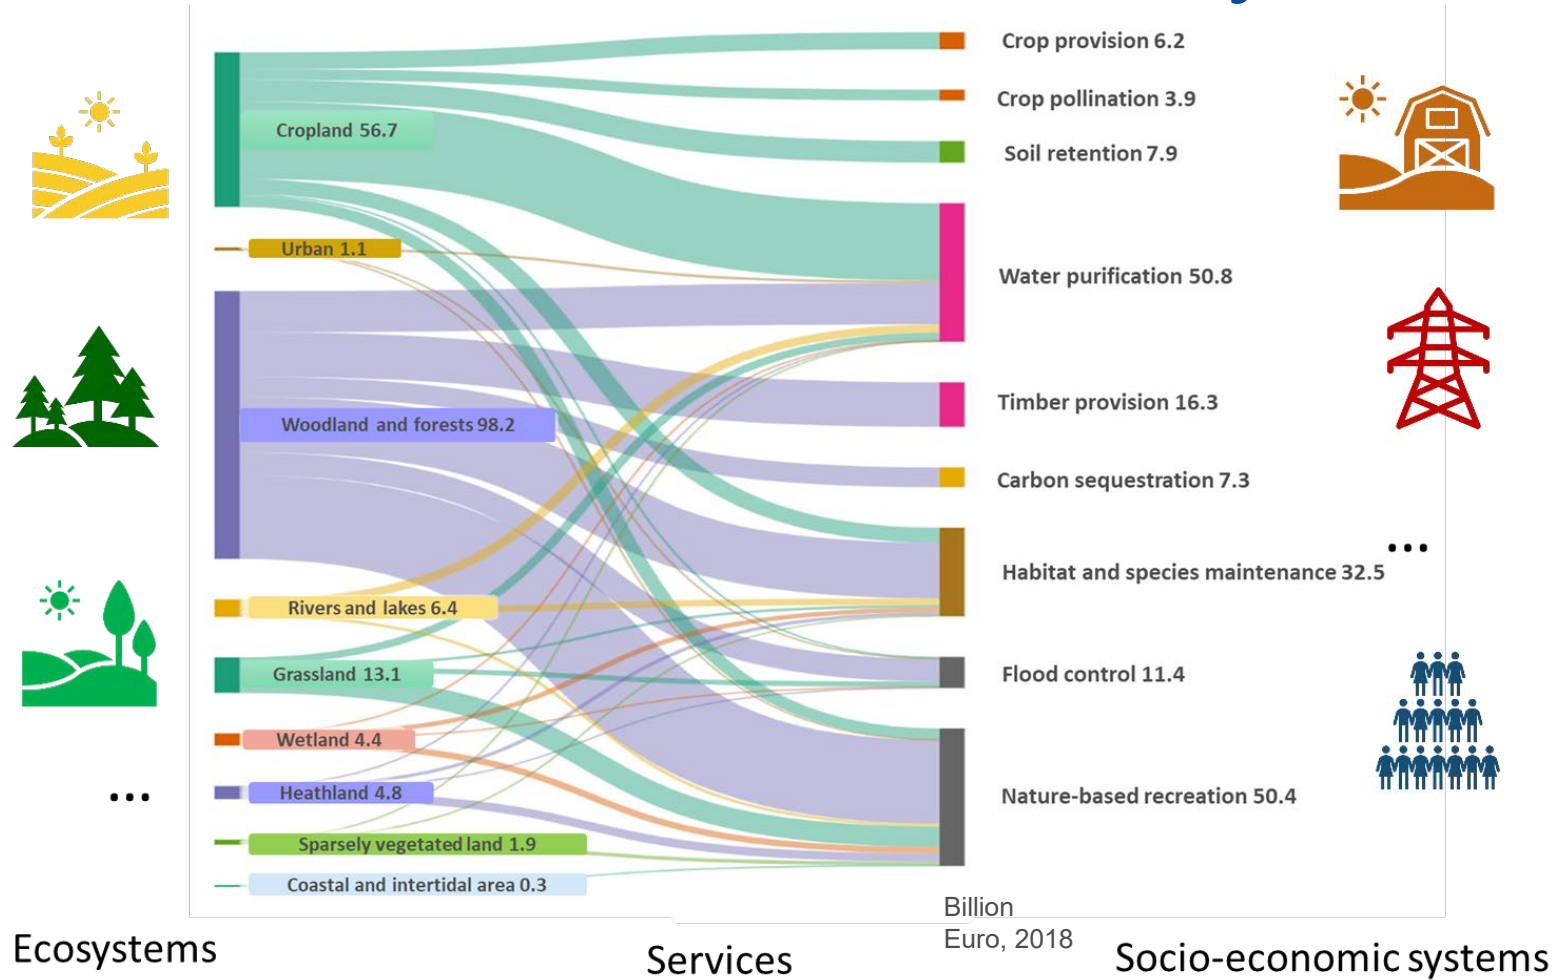 Crop provision 6.2
Crop pollination 3.9
Cropland 56.7
Soil retention 7.9
Urban 1.1
Water purification 50.8
Timber provision 16.3
Woodland and forests 98.2
Carbon sequestration 7.3
...
Habitat and species maintenance 32.5
Rivers and lakes 6.4
Grassland 13.1
Flood control 11.4
Wetland 4.4
...
Heathland 4.8
Nature-based recreation 50.4
Sparsely vegetated land 1.9
Coastal and intertidal area 0.3
Billion
Euro, 2018
Ecosystems
Services
Socio-economic systems